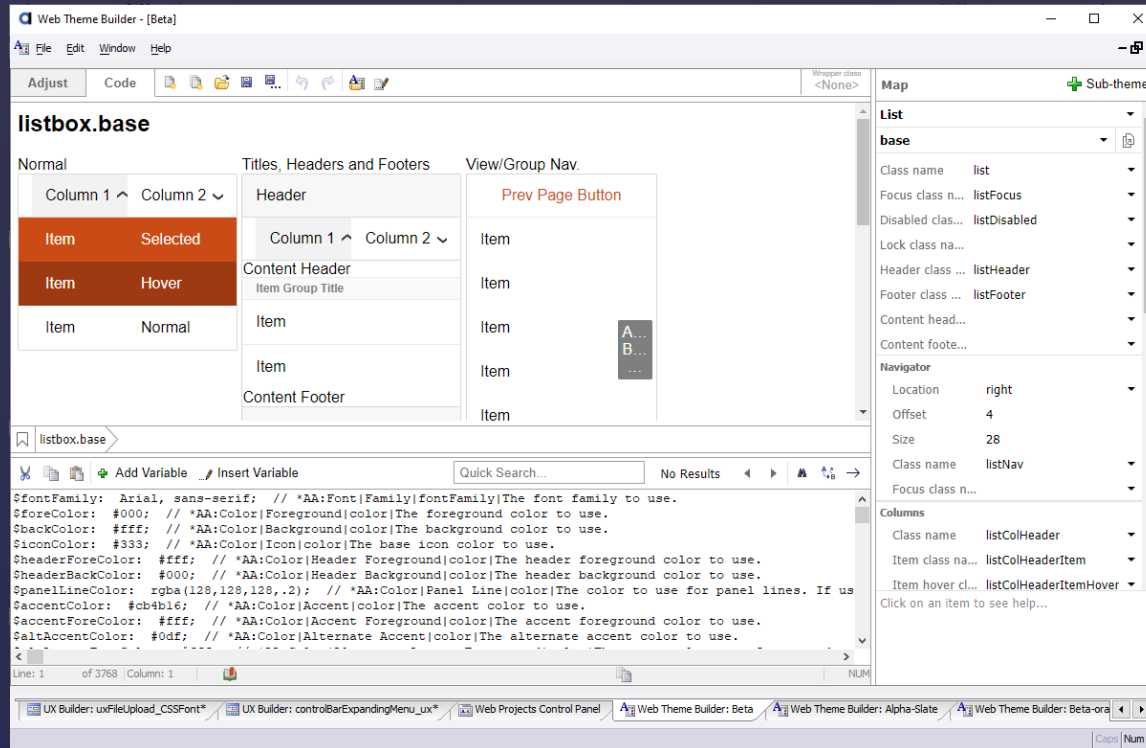 Web Theme Builder - [Beta]
File Edit Window Help
Adjust Code Wrapper class <None>
Map Sub-theme
listbox.base
Normal
Column 1 Column 2
Item Selected
Item Hover
Item Normal
Titles, Headers and Footers
Header
Column 1 Column 2
Content Header
Item Group Title
Item
Item
Content Footer
View/Group Nav.
Prev Page Button
Item
Item
Item
Item
Item
A...
B...
...
List
base
Class name list
Focus class n... listFocus
Disabled clas... listDisabled
Lock class na...
Header class ... listHeader
Footer class ... listFooter
Content head...
Content foote...
Navigator
Location right
Offset 4
Size 28
Class name listNav
Focus class n...
Columns
Class name listColHeader
Item class na... listColHeaderItem
Item hover cl... listColHeaderItemHover
Click on an item to see help...
listbox.base
Add Variable Insert Variable Quick Search... No Results
$fontFamily: Arial, sans-serif; // *AA:Font|Family|fontFamily|The font family to use.
$foreColor: #000; // *AA:Color|Foreground|color|The foreground color to use.
$backColor: #fff; // *AA:Color|Background|color|The background color to use.
$iconColor: #333; // *AA:Color|Icon|color|The base icon color to use.
$headerForeColor: #fff; // *AA:Color|Header Foreground|color|The header foreground color to use.
$headerBackColor: #000; // *AA:Color|Header Background|color|The header background color to use.
$panelLineColor: rgba(128,128,128,.2); // *AA:Color|Panel Line|color|The color to use for panel lines. If us
$accentColor: #cb4b16; // *AA:Color|Accent|color|The accent color to use.
$accentForeColor: #fff; // *AA:Color|Accent Foreground|color|The accent foreground color to use.
$altAccentColor: #0df; // *AA:Color|Alternate Accent|color|The alternate accent color to use.
Line: 1 of 3768 Column: 1 NUM
UX Builder: uxFileUpload_CSSFont* UX Builder: controlBarExpandingMenu_ux* Web Projects Control Panel Web Theme Builder: Beta Web Theme Builder: Alpha-Slate Web Theme Builder: Beta-ora
Caps Num